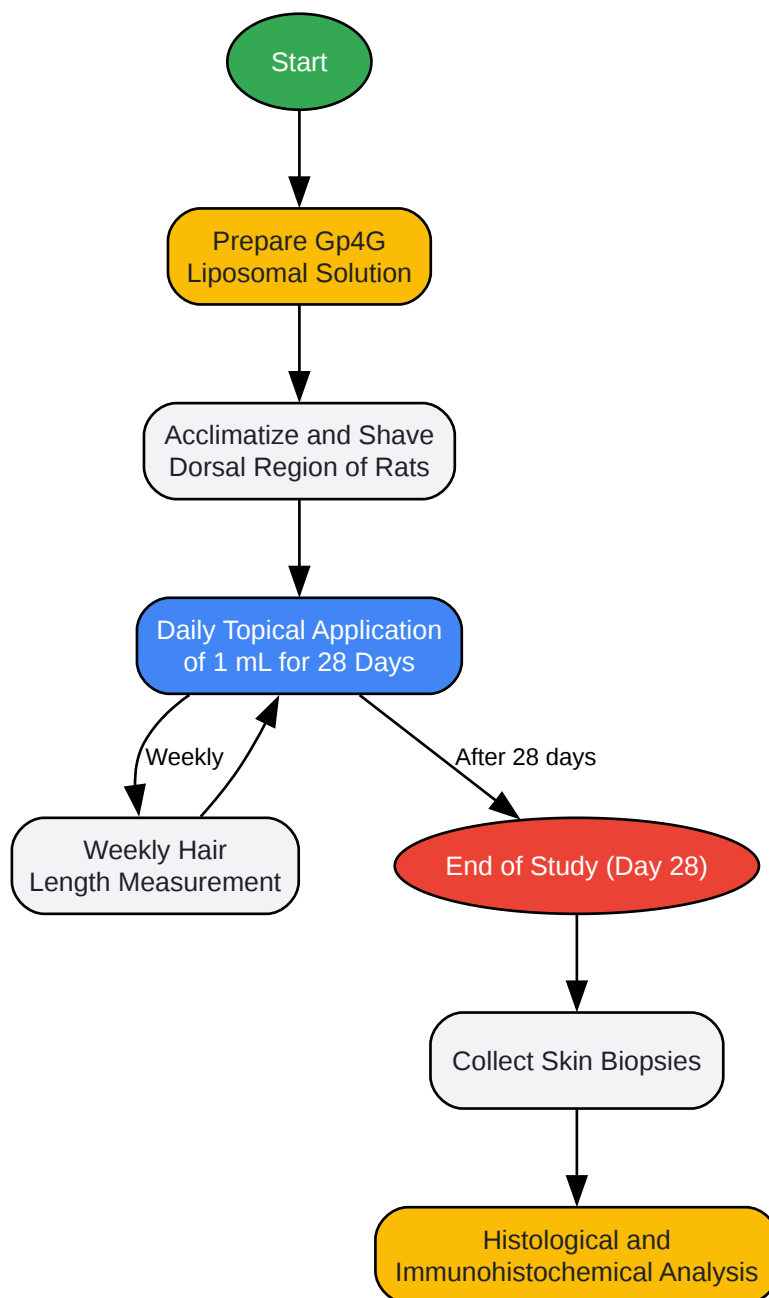 Start
Prepare Gp4G
Liposomal Solution
Acclimatize and Shave
Dorsal Region of Rats
Daily Topical Application
of 1 mL for 28 Days
Weekly
After 28 days
Weekly Hair
Length Measurement
End of Study (Day 28)
Collect Skin Biopsies
Histological and
Immunohistochemical Analysis